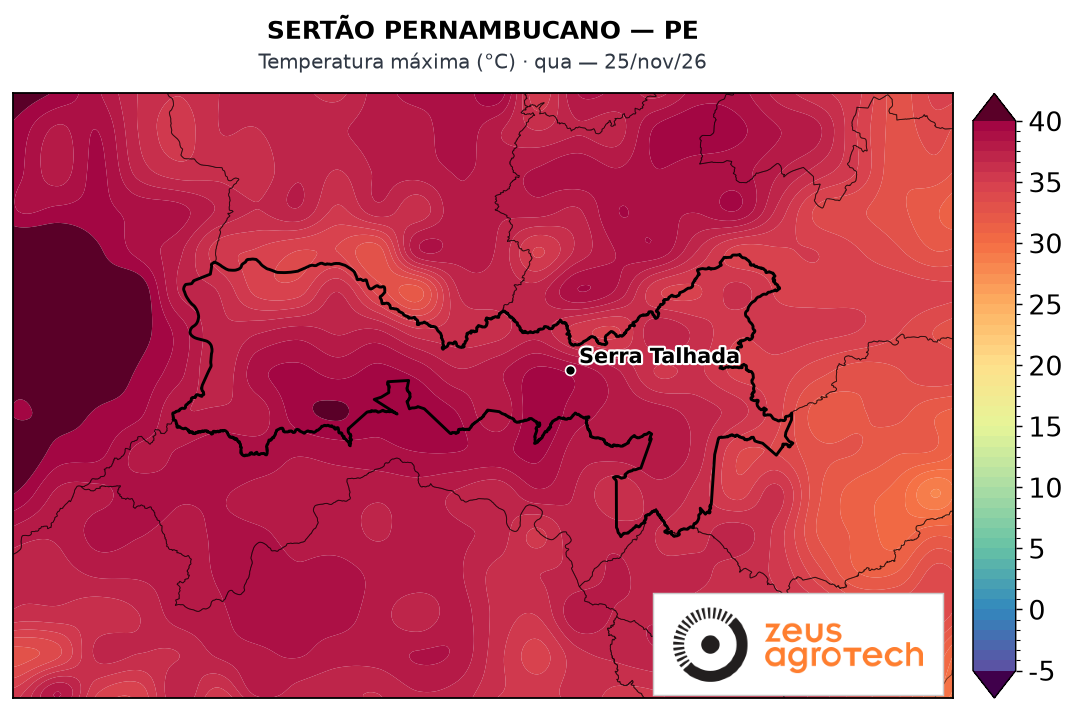 SERTÃO PERNAMBUCANO — PE
Temperatura máxima (°C) · qua — 25/nov/26
Serra Talhada
40
35
30
25
20
15
10
5
0
-5
zeus
agrotech